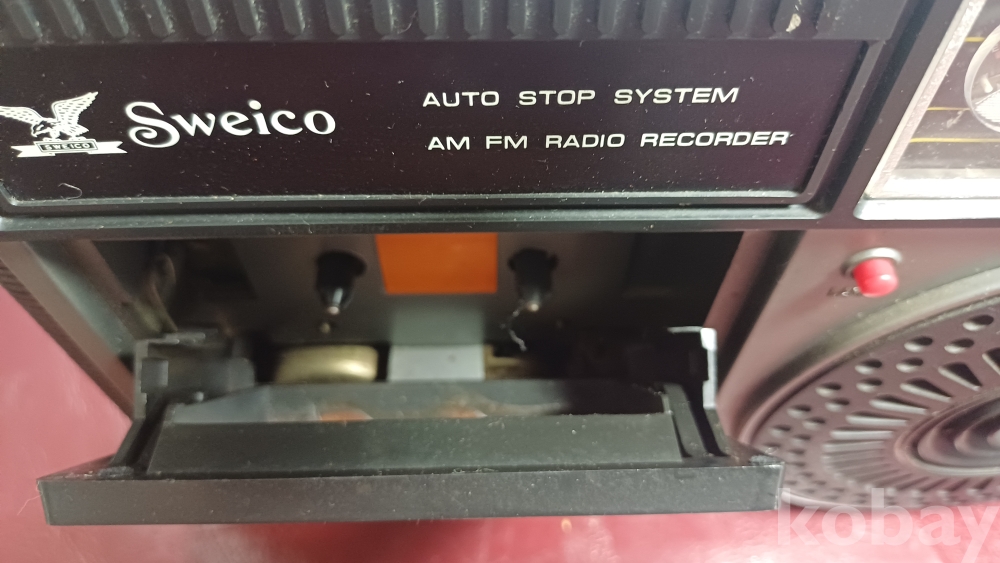 Sweico
SWEICO
AUTO STOP SYSTEM
AM FM RADIO RECORDER
kobay